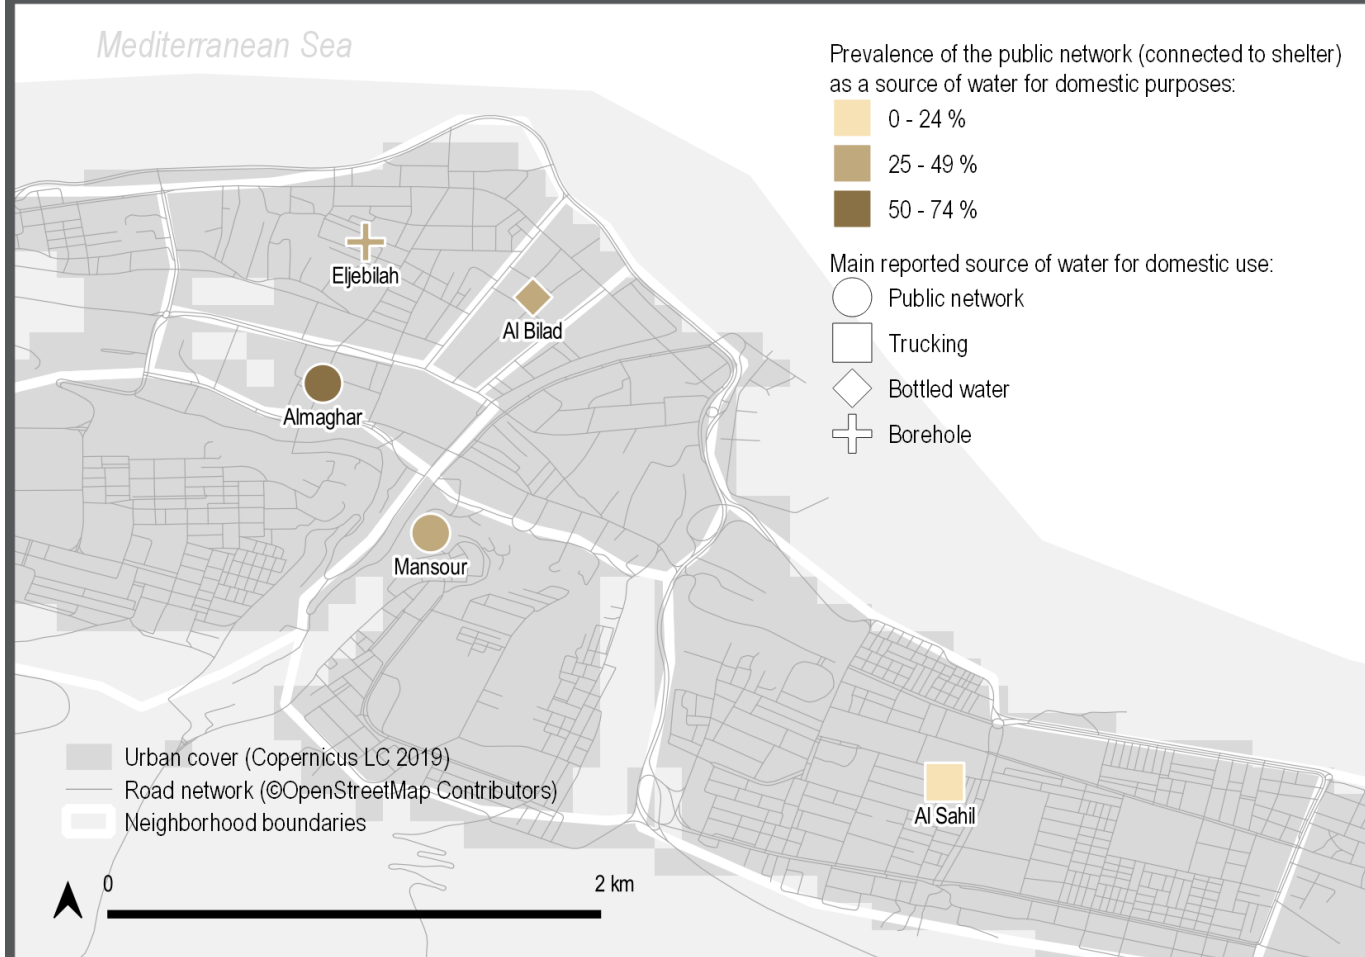 Mediterranean Sea
Prevalence of the public network (connected to shelter)
as a source of water for domestic purposes:
0 - 24 %
25 - 49 %
50 - 74 %
Main reported source of water for domestic use:
Public network
Trucking
Bottled water
Borehole
Eljebilah
Al Bilad
Almaghar
Mansour
Al Sahil
Urban cover (Copernicus LC 2019)
Road network (©OpenStreetMap Contributors)
Neighborhood boundaries
0
2 km